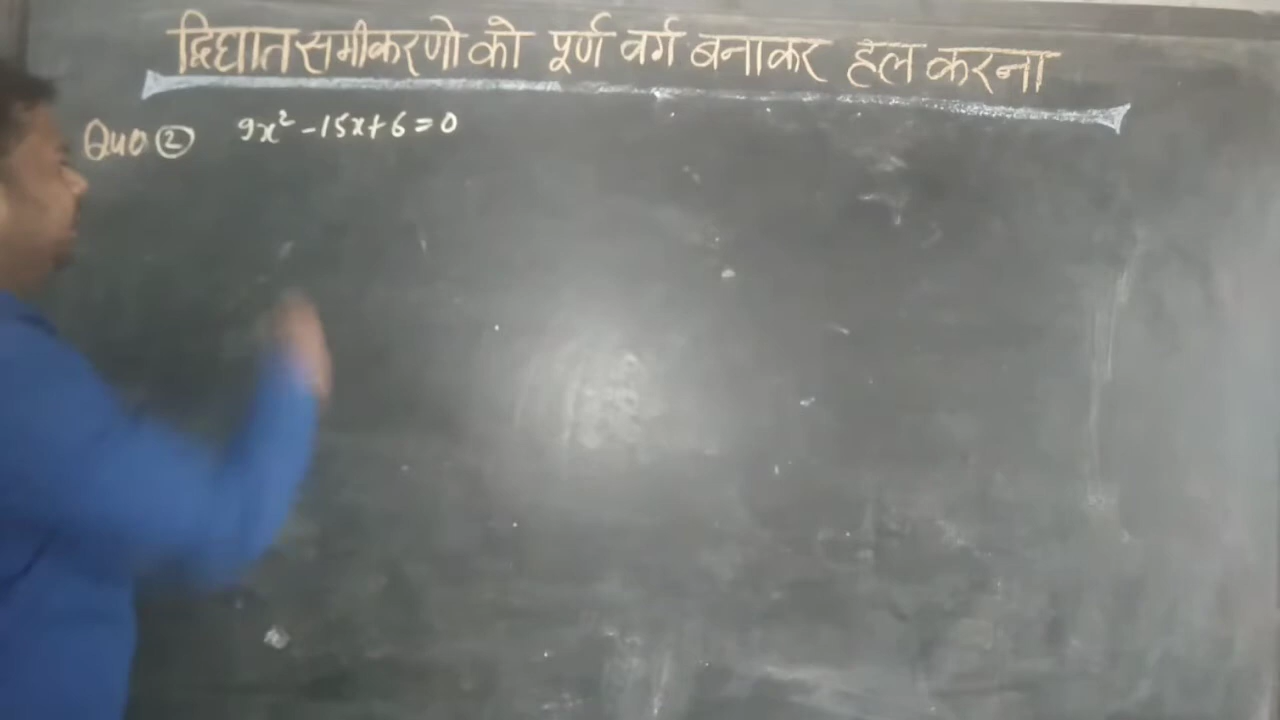 द्विघात समीकरणो को पूर्ण वर्ग बनाकर हल करना
Quo ② 9x² - 15x + 6 = 0